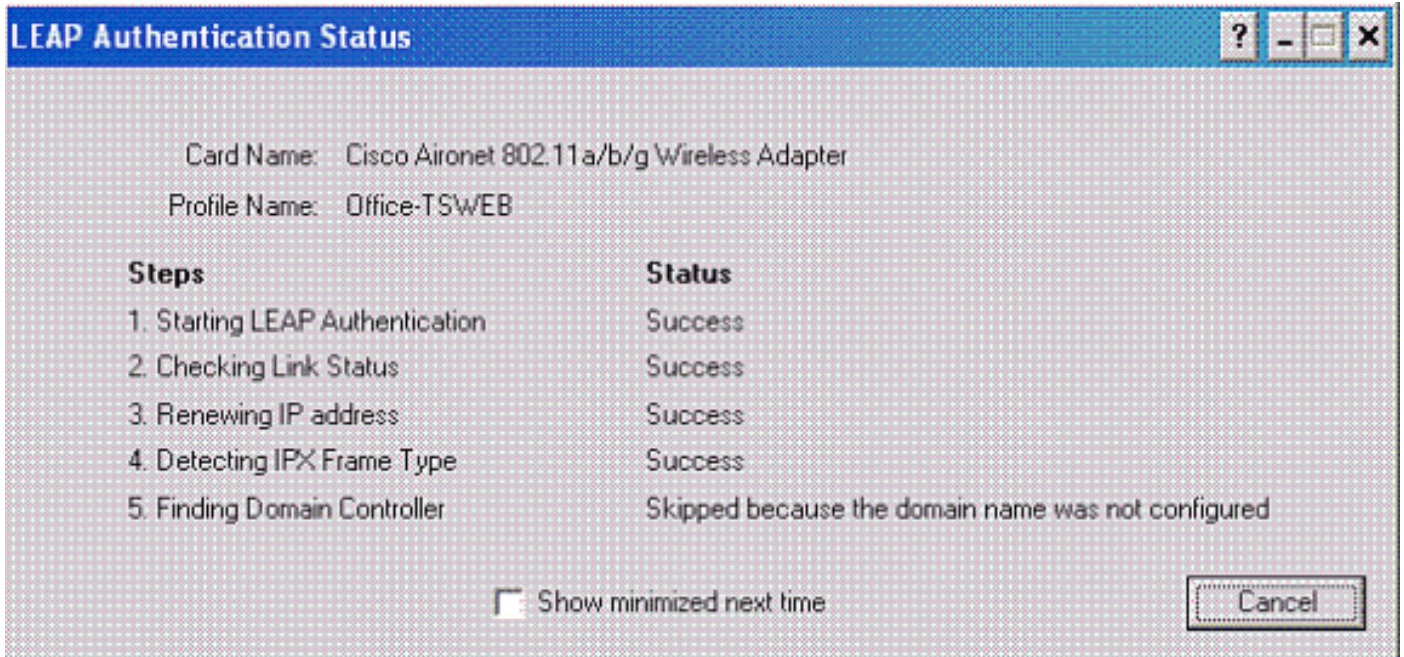 LEAP Authentication Status
Card Name: Cisco Aironet 802.11a/b/g Wireless Adapter
Profile Name: Office-TSWEB
Steps Status
1. Starting LEAP Authentication Success
2. Checking Link Status Success
3. Renewing IP address Success
4. Detecting IPX Frame Type Success
5. Finding Domain Controller Skipped because the domain name was not configured
Show minimized next time Cancel